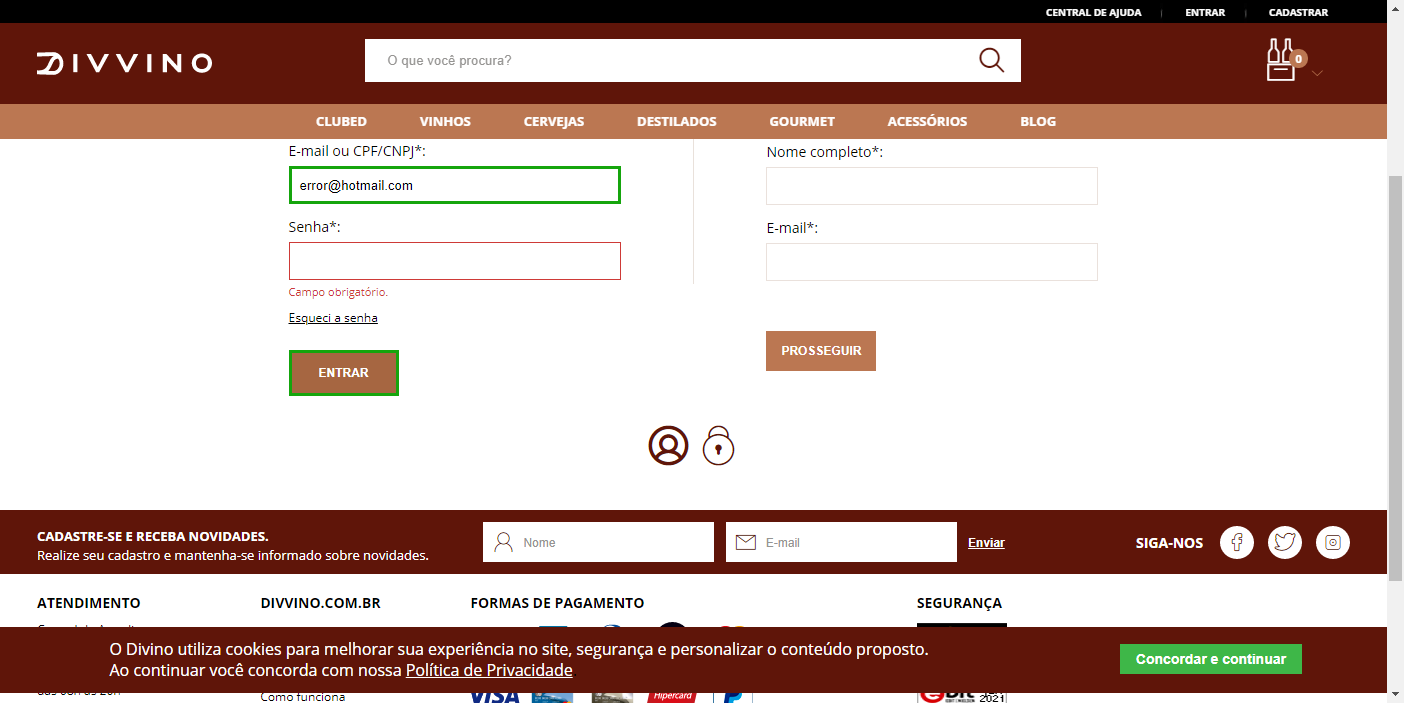 CENTRAL DE AJUDA | ENTRAR | CADASTRAR
DIVVINO
O que você procura?
0
CLUBED VINHOS CERVEJAS DESTILADOS GOURMET ACESSÓRIOS BLOG
E-mail ou CPF/CNPJ*:
error@hotmail.com
Senha*:
Campo obrigatório.
Esqueci a senha
ENTRAR
Nome completo*:
E-mail*:
PROSSEGUIR
CADASTRE-SE E RECEBA NOVIDADES.
Realize seu cadastro e mantenha-se informado sobre novidades.
Nome
E-mail
Enviar
SIGA-NOS
ATENDIMENTO
DIVVINO.COM.BR
FORMAS DE PAGAMENTO
SEGURANÇA
O Divino utiliza cookies para melhorar sua experiência no site, segurança e personalizar o conteúdo proposto.
Ao continuar você concorda com nossa Política de Privacidade
Concordar e continuar
Como funciona
VISA
Hipercard
2021